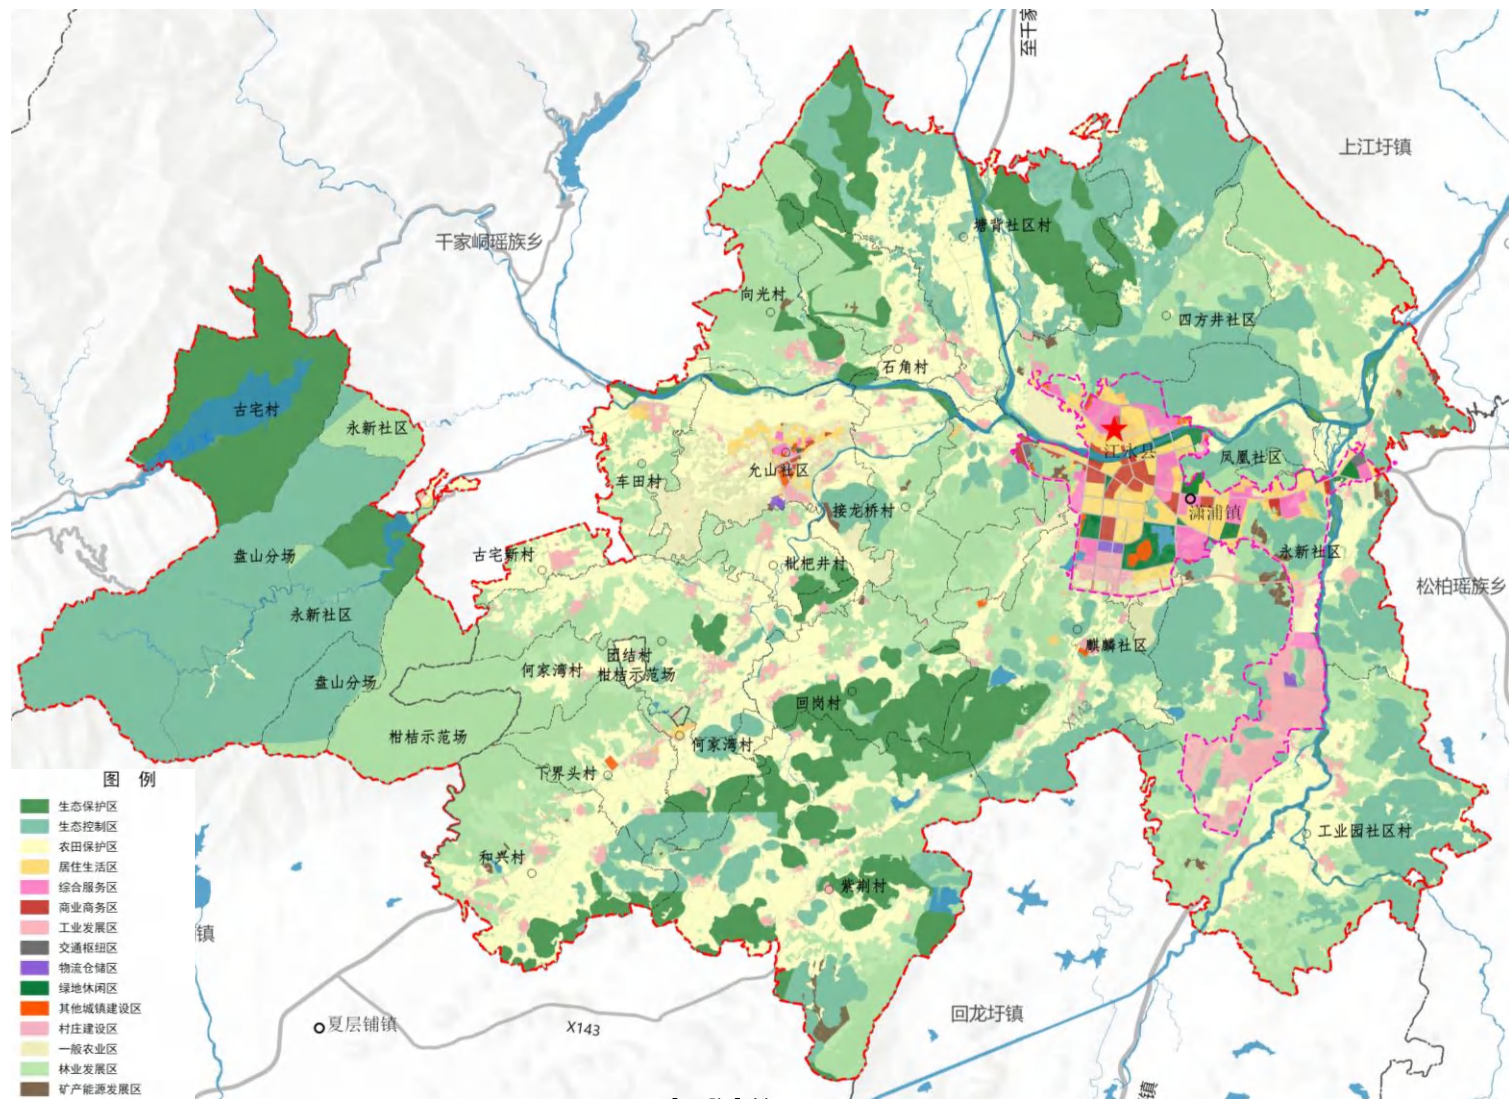 至千家
上江圩镇
千家峒瑶族乡
塘背社区村
向光村
四方井社区
石角村
古宅村
永新社区
江永县
凤凰社区
允山社区
车田村
接龙桥村
潇浦镇
盘山分场
古宅新村
枇杷井村
永新社区
松柏瑶族乡
永新社区
麒麟社区
团结村
何家湾村
柑桔示范场
盘山分场
回岗村
X143
柑桔示范场
何家湾村
下界头村
工业园社区村
和兴村
紫荆村
镇
夏层铺镇
X143
回龙圩镇
镇
图 例
生态保护区
生态控制区
农田保护区
居住生活区
综合服务区
商业商务区
工业发展区
交通枢纽区
物流仓储区
绿地休闲区
其他城镇建设区
村庄建设区
一般农业区
林业发展区
矿产能源发展区